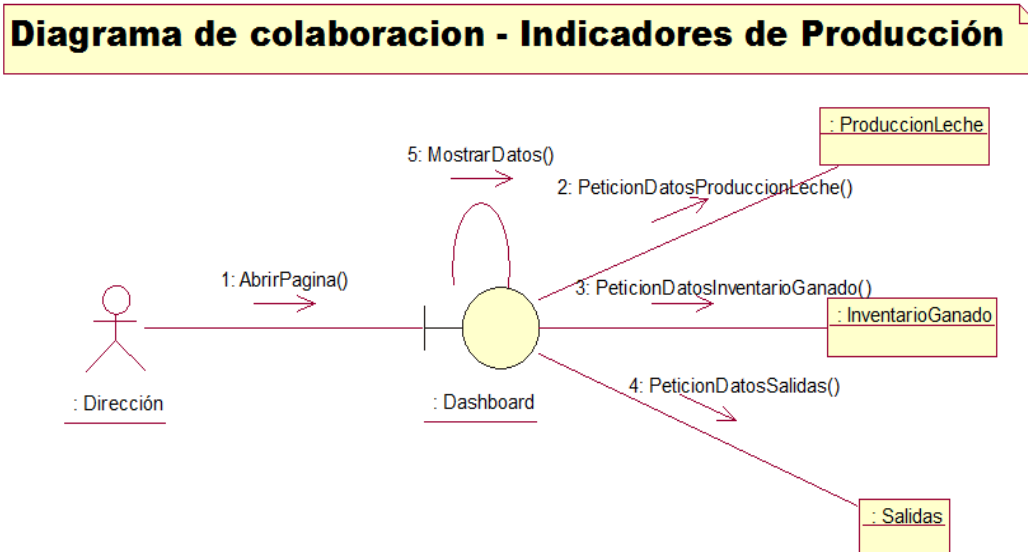 Diagrama de colaboracion - Indicadores de Producción
: ProduccionLeche
5: MostrarDatos()
2: PeticionDatosProduccionLeche()
1: AbrirPagina()
3: PeticionDatosInventarioGanado()
: InventarioGanado
4: PeticionDatosSalidas()
: Dirección
: Dashboard
: Salidas